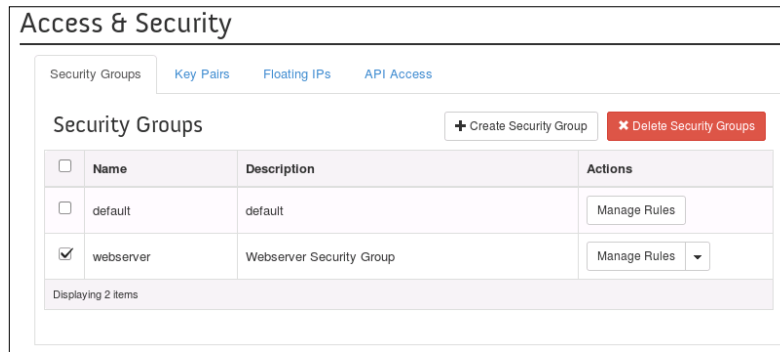 Access & Security
Security Groups Key Pairs Floating IPs API Access
Security Groups Create Security Group Delete Security Groups
Name Description Actions
default default Manage Rules
webserver Webserver Security Group Manage Rules
Displaying 2 items